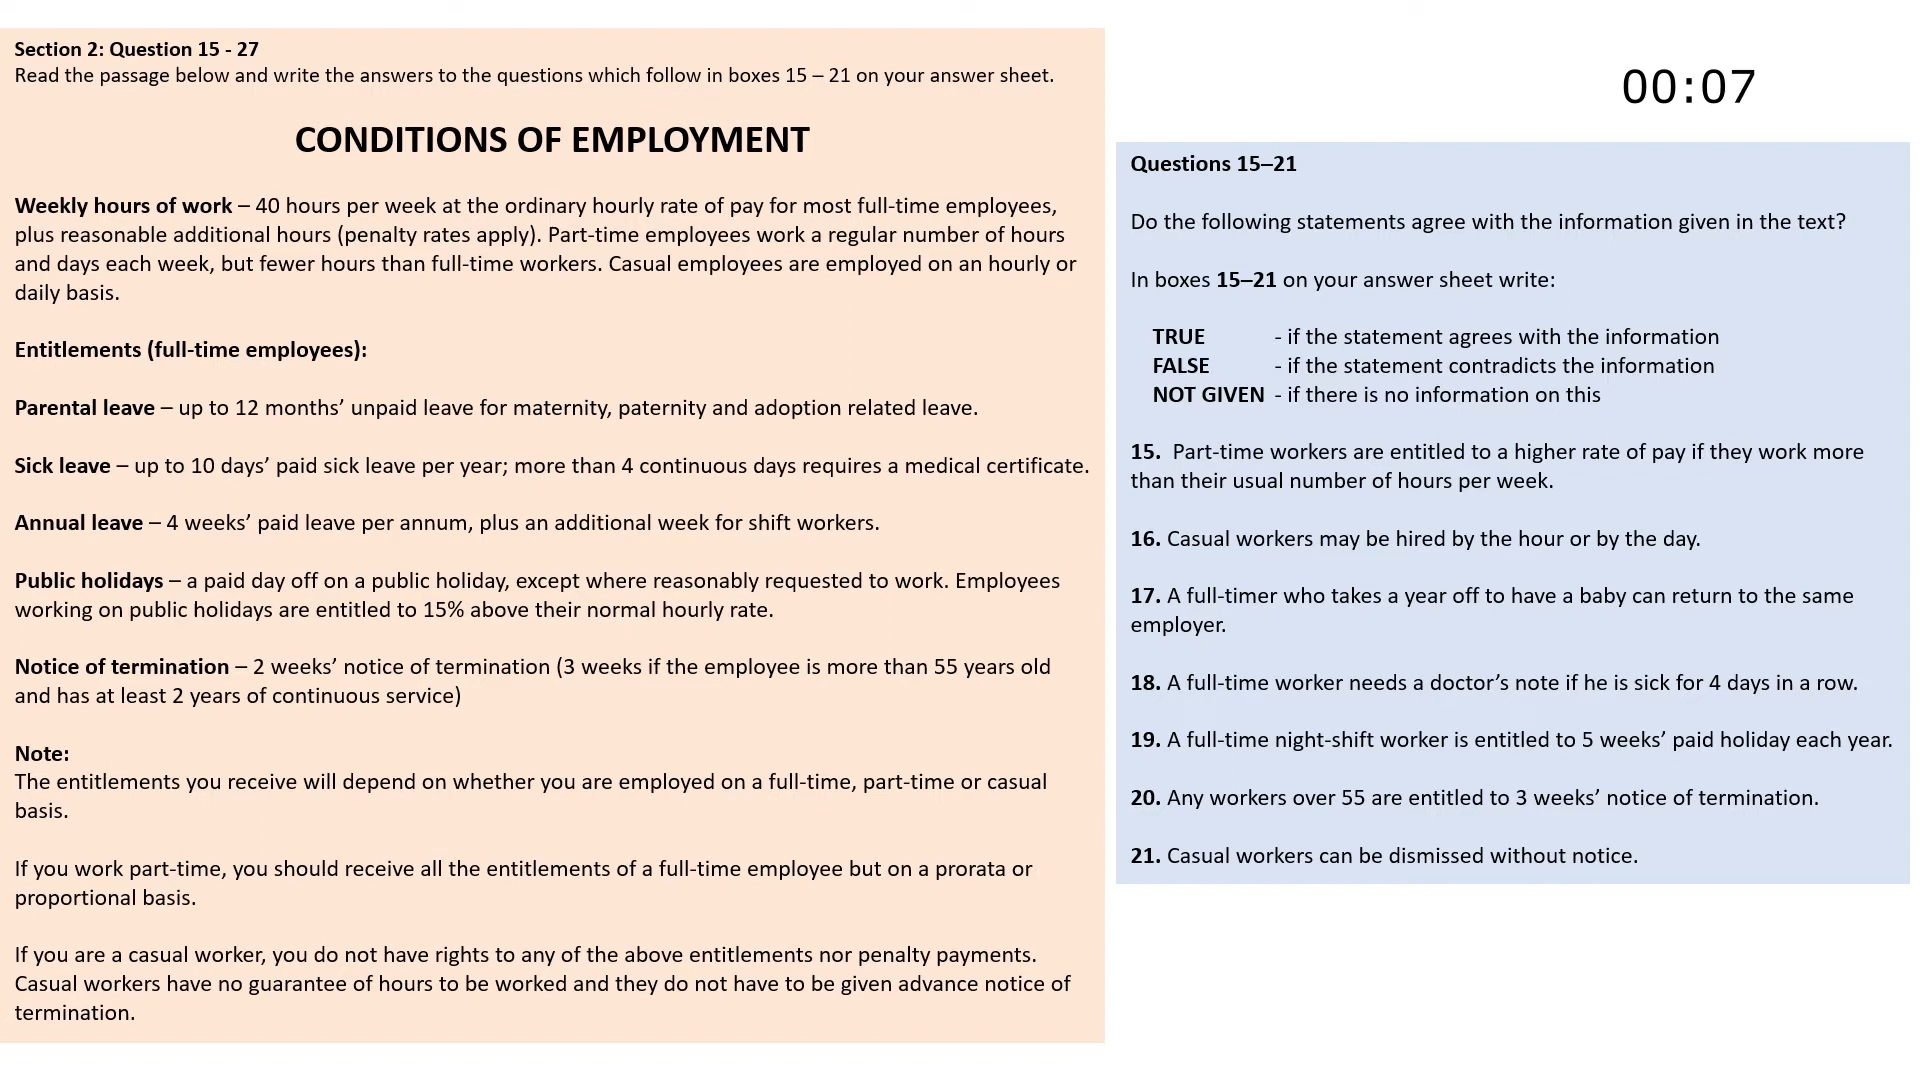 Section 2: Question 15 - 27
Read the passage below and write the answers to the questions which follow in boxes 15 – 21 on your answer sheet.
CONDITIONS OF EMPLOYMENT
Weekly hours of work – 40 hours per week at the ordinary hourly rate of pay for most full-time employees,
plus reasonable additional hours (penalty rates apply). Part-time employees work a regular number of hours
and days each week, but fewer hours than full-time workers. Casual employees are employed on an hourly or
daily basis.
Entitlements (full-time employees):
Parental leave – up to 12 months’ unpaid leave for maternity, paternity and adoption related leave.
Sick leave – up to 10 days’ paid sick leave per year; more than 4 continuous days requires a medical certificate.
Annual leave – 4 weeks’ paid leave per annum, plus an additional week for shift workers.
Public holidays – a paid day off on a public holiday, except where reasonably requested to work. Employees
working on public holidays are entitled to 15% above their normal hourly rate.
Notice of termination – 2 weeks’ notice of termination (3 weeks if the employee is more than 55 years old
and has at least 2 years of continuous service)
Note:
The entitlements you receive will depend on whether you are employed on a full-time, part-time or casual
basis.
If you work part-time, you should receive all the entitlements of a full-time employee but on a prorata or
proportional basis.
If you are a casual worker, you do not have rights to any of the above entitlements nor penalty payments.
Casual workers have no guarantee of hours to be worked and they do not have to be given advance notice of
termination.
00:07
Questions 15–21
Do the following statements agree with the information given in the text?
In boxes 15–21 on your answer sheet write:
TRUE - if the statement agrees with the information
FALSE - if the statement contradicts the information
NOT GIVEN - if there is no information on this
15. Part-time workers are entitled to a higher rate of pay if they work more
than their usual number of hours per week.
16. Casual workers may be hired by the hour or by the day.
17. A full-timer who takes a year off to have a baby can return to the same
employer.
18. A full-time worker needs a doctor’s note if he is sick for 4 days in a row.
19. A full-time night-shift worker is entitled to 5 weeks’ paid holiday each year.
20. Any workers over 55 are entitled to 3 weeks’ notice of termination.
21. Casual workers can be dismissed without notice.